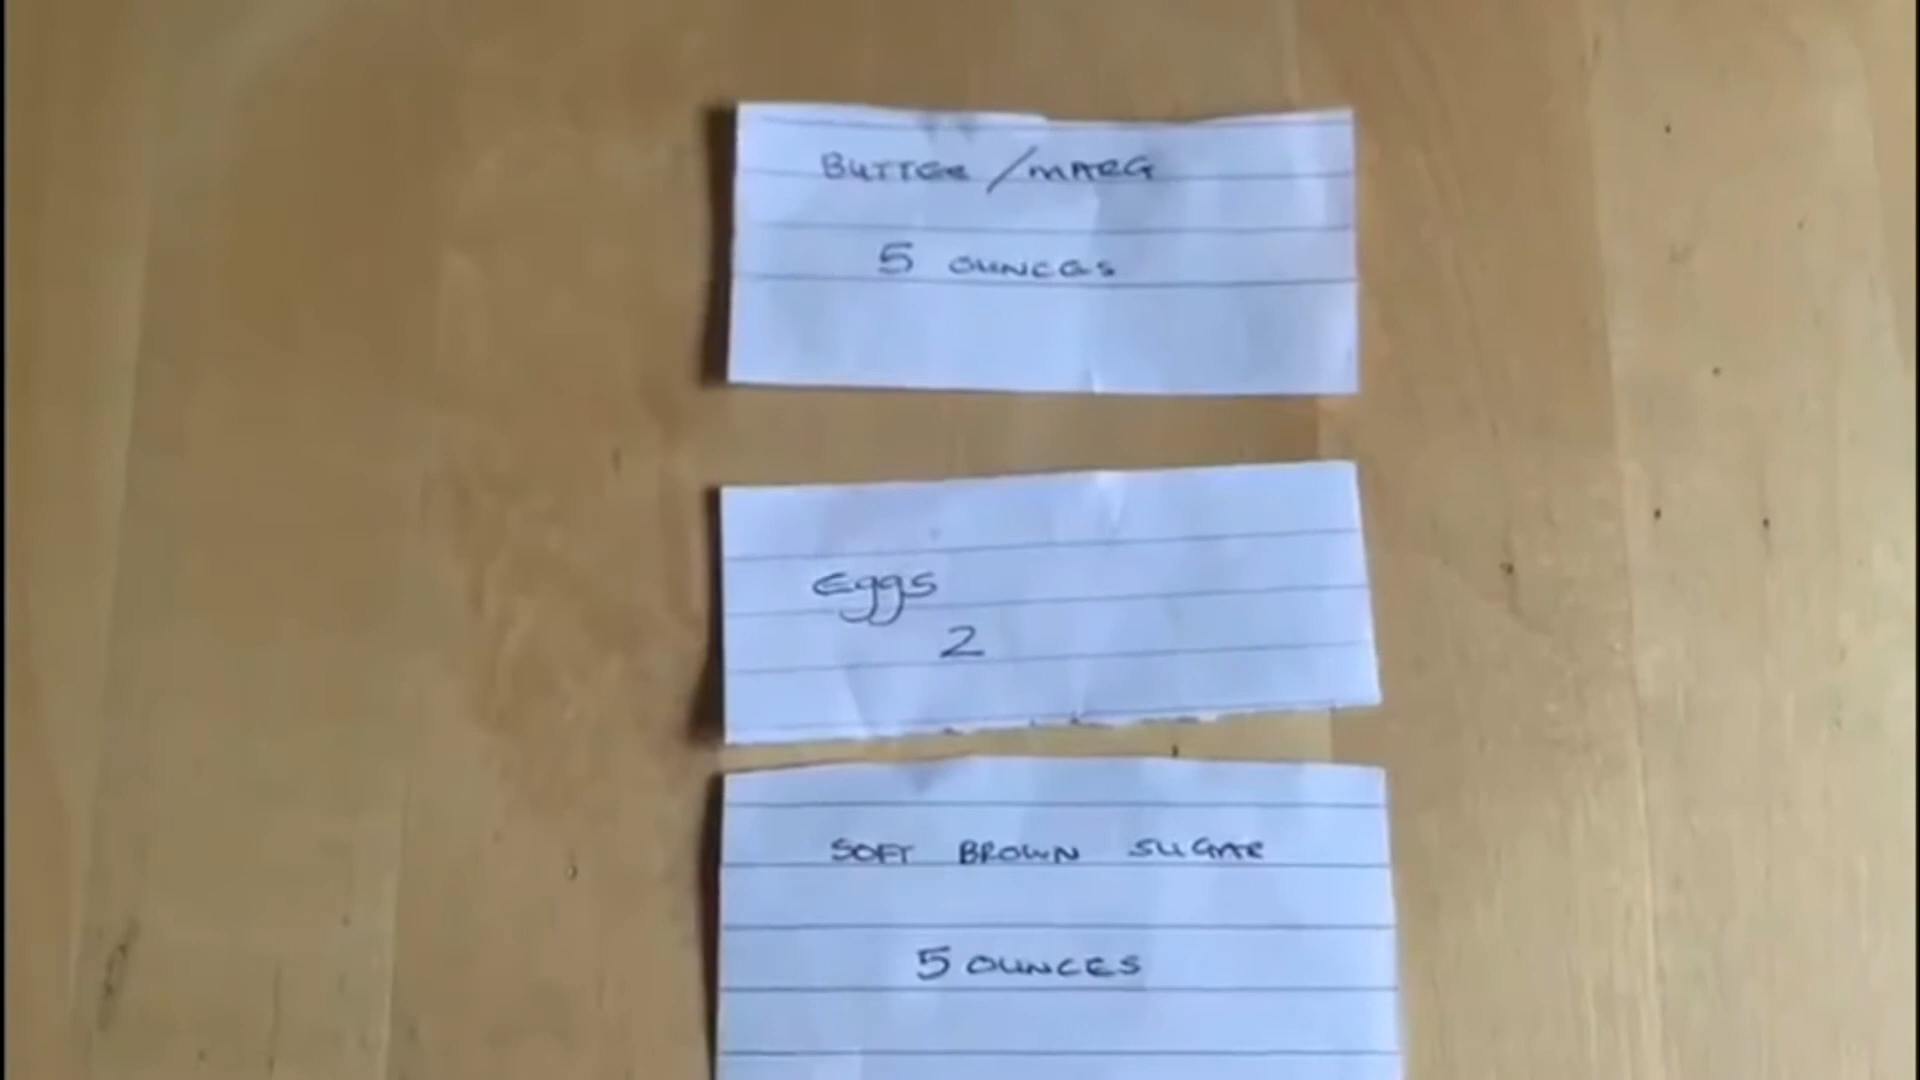 BUTTER/MARG
5 OUNCES
Eggs
2
SOFT BROWN SUGAR
5 OUNCES